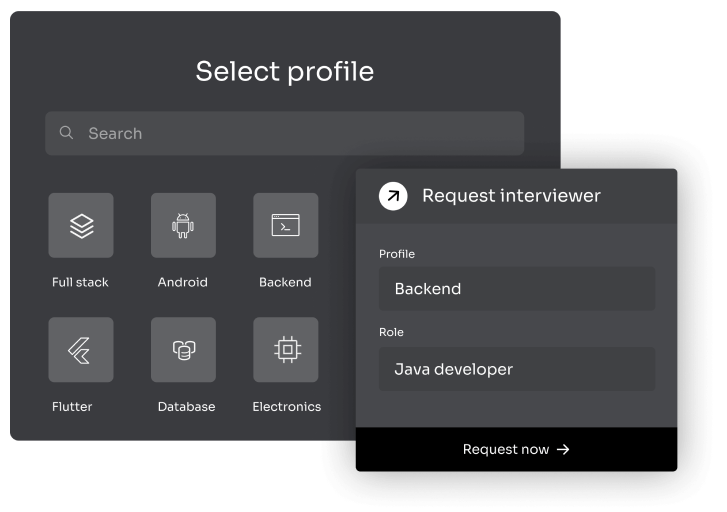 Select profile
Search
Full stack
Android
Backend
Flutter
Database
Electronics
Request interviewer
Profile
Backend
Role
Java developer
Request now →